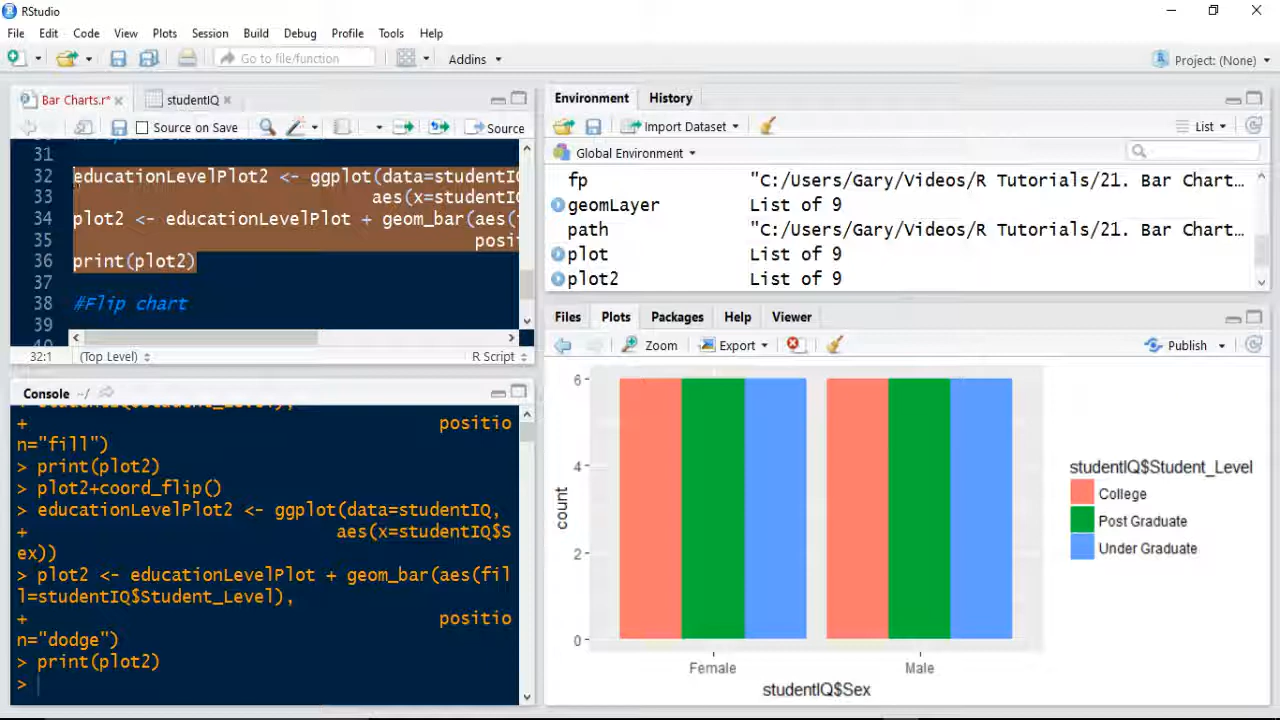 RStudio
File Edit Code View Plots Session Build Debug Profile Tools Help
Go to file/function Addins Project: (None)
Bar Charts.r* studentIQ
Source on Save Source
31
32 educationLevelPlot2 <- ggplot(data=studentIQ
33 aes(x=studentI
34 plot2 <- educationLevelPlot + geom_bar(aes(
35 posi
36 print(plot2)
37
38 #Flip chart
39
32:1 (Top Level) R Script
Console ~/
+ positio
n="fill")
> print(plot2)
> plot2+coord_flip()
> educationLevelPlot2 <- ggplot(data=studentIQ,
+ aes(x=studentIQ$S
ex))
> plot2 <- educationLevelPlot + geom_bar(aes(fil
l=studentIQ$Student_Level),
+ positio
n="dodge")
> print(plot2)
>
Environment History
Import Dataset List
Global Environment
fp "C:/Users/Gary/Videos/R Tutorials/21. Bar Chart…
geomLayer List of 9
path "C:/Users/Gary/Videos/R Tutorials/21. Bar Chart…
plot List of 9
plot2 List of 9
Files Plots Packages Help Viewer
Zoom Export Publish
6
4
2
0
count
Female Male
studentIQ$Sex
studentIQ$Student_Level
College
Post Graduate
Under Graduate